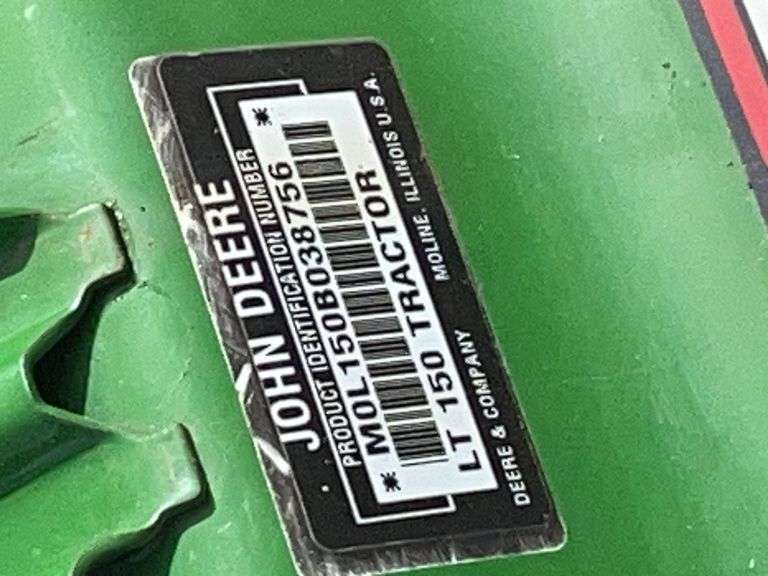 JOHN DEERE
PRODUCT IDENTIFICATION NUMBER
* M0L150B038756 *
LT 150 TRACTOR
DEERE & COMPANY MOLINE, ILLINOIS U.S.A.